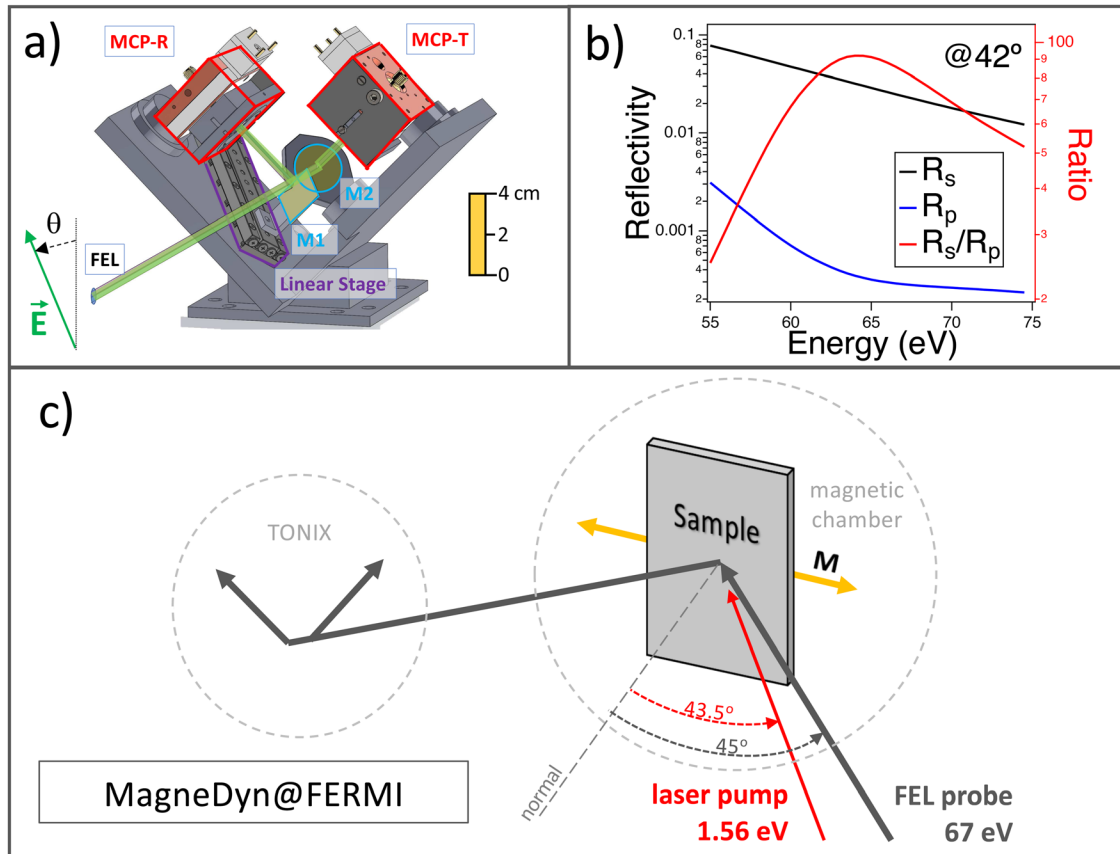 a)
MCP-R
MCP-T
M2
M1
θ
FEL
E
Linear Stage
4 cm
2
0
b)
@42º
Reflectivity
0.1
8
6
4
2
0.01
8
6
4
2
0.001
8
6
4
2
55
60
65
70
75
Energy (eV)
Ratio
100
9
8
7
6
5
4
3
2
Rs
Rp
Rs/Rp
c)
TONIX
magnetic
chamber
Sample
M
43.5º
45º
normal
MagneDyn@FERMI
laser pump
1.56 eV
FEL probe
67 eV